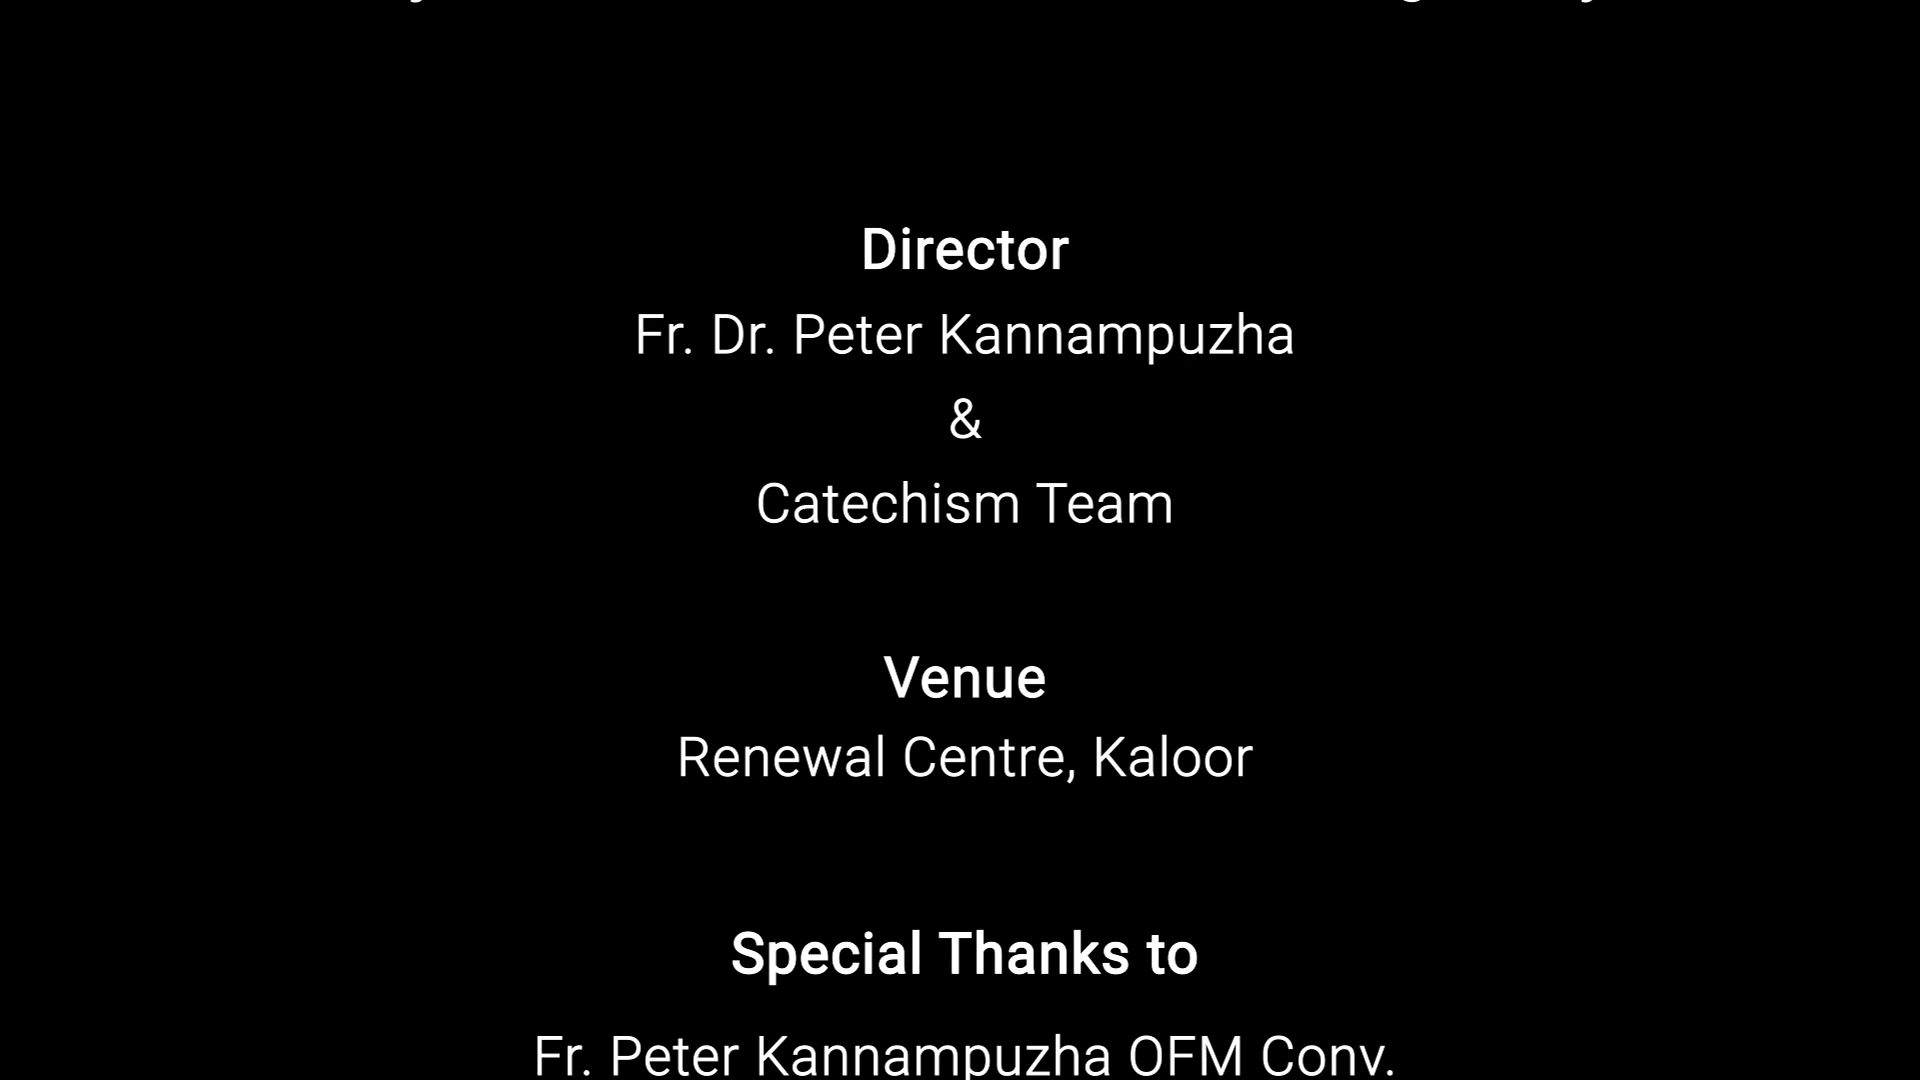 Director
Fr. Dr. Peter Kannampuzha
&
Catechism Team
Venue
Renewal Centre, Kaloor
Special Thanks to
Fr. Peter Kannampuzha OFM Conv.